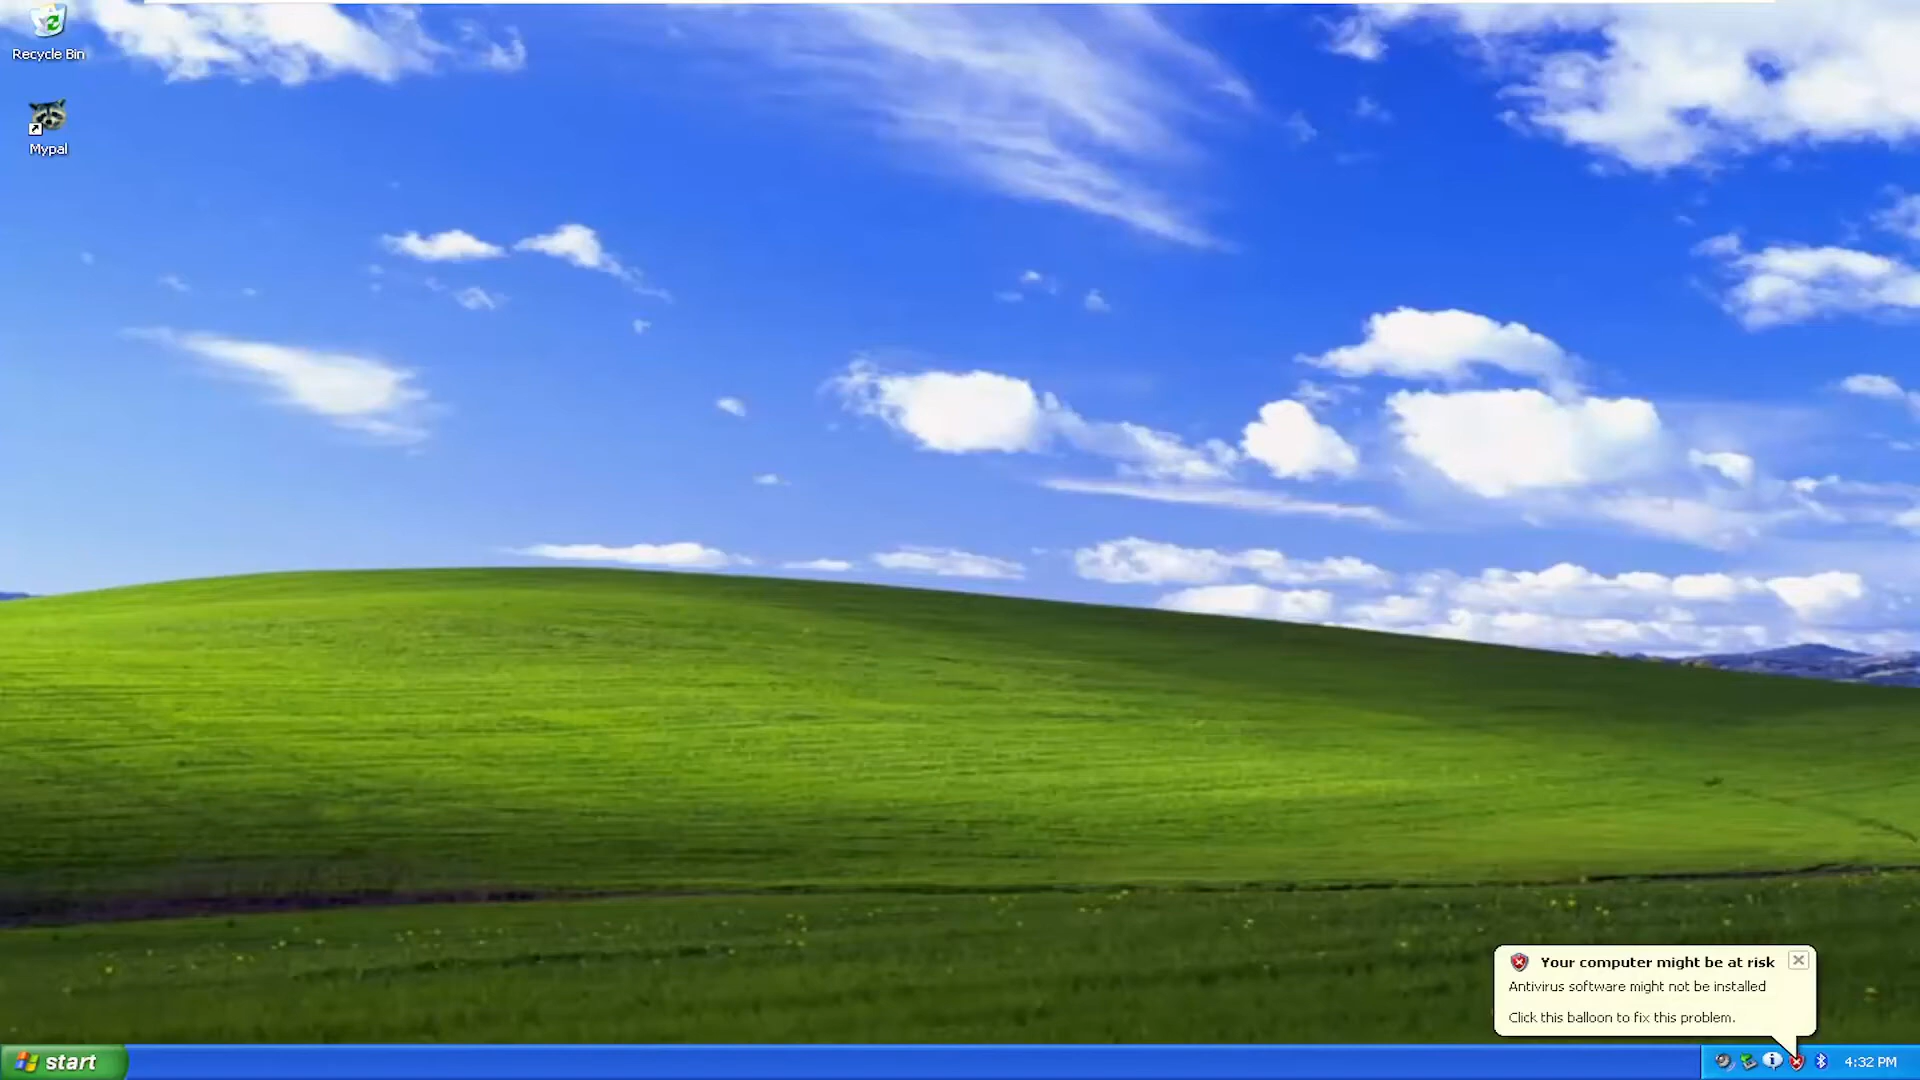 Recycle Bin
Mypal
Your computer might be at risk
Antivirus software might not be installed
Click this balloon to fix this problem.
start
4:32 PM